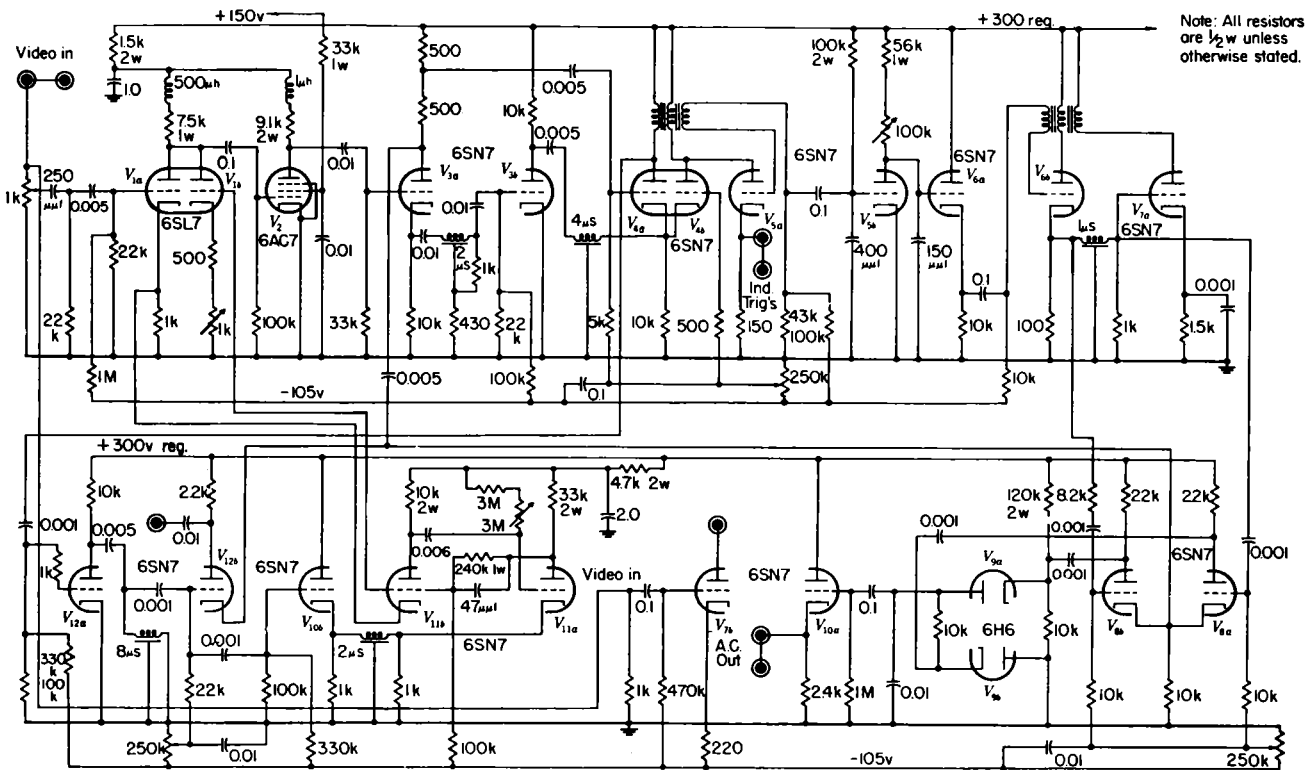 +150v
+300 reg.
Note: All resistors
are ½ w unless
otherwise stated.
Video in
1.5k
2w
1.0
500μh
1μh
33k
1w
7.5k
1w
9.1k
2w
500
500
0.005
10k
0.005
100k
2w
56k
1w
100k
250
μμf
0.005
1k
V1a
V1b
6SL7
0.1
V2
6AC7
0.01
0.01
V3a
6SN7
V3b
0.01
0.01
2
μs
1k
4μs
V4a
V4b
6SN7
V5a
Ind.
Trig's
6SN7
0.1
V5b
400
μμf
6SN7
V6a
150
μμf
0.1
V6b
1μs
V7a
6SN7
0.001
22k
500
22
k
1k
1k
100k
33k
10k
430
22
k
5k
10k
500
150
43k
100k
10k
100
1k
1.5k
1M
-105v
0.005
100k
0.1
250k
10k
+300v reg.
10k
22k
0.01
0.001
0.005
1k
6SN7
V12b
0.001
V12a
8μs
330
k
100
k
22k
0.001
100k
250k
0.01
330k
6SN7
V10b
2μs
1k
1k
10k
2w
3M
3M
33k
2w
4.7k 2w
2.0
0.006
240k 1w
47μμf
V11b
V11a
6SN7
100k
Video in
0.1
1k
470k
V7b
6SN7
V10a
A.C.
Out
220
2.4k
1M
0.1
0.01
-105v
0.001
V9a
10k
6H6
V9b
10k
120k
2w
8.2k
0.001
22k
22k
0.001
6SN7
V8b
V8a
0.001
10k
10k
10k
0.01
250k